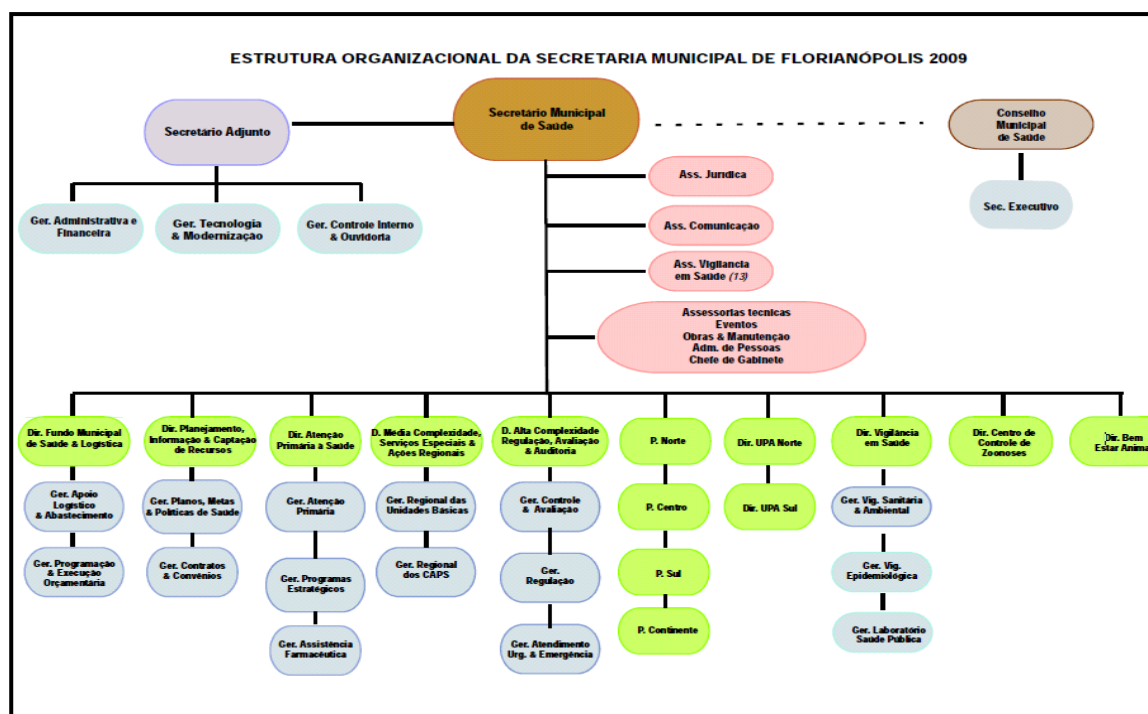 ESTRUTURA ORGANIZACIONAL DA SECRETARIA MUNICIPAL DE FLORIANÓPOLIS 2009
Secretário Adjunto
Secretário Municipal
de Saúde
Conselho
Municipal
de Saúde
Ger. Administrativa e
Financeira
Ger. Tecnologia
& Modernização
Ger. Controle Interno
& Ouvidoria
Sec. Executivo
Ass. Jurídica
Ass. Comunicação
Ass. Vigilância
em Saúde (13)
Assessorias tecnicas
Eventos
Obras & Manutenção
Adm. de Pessoas
Chefe de Gabinete
Dir. Fundo Municipal
de Saúde & Logística
Dir. Planejamento,
Informação & Captação
de Recursos
Dir. Atenção
Primária à Saúde
D. Média Complexidade,
Serviços Especiais &
Ações Regionais
D. Alta Complexidade
Regulação, Avaliação
& Auditoria
P. Norte
Dir. UPA Norte
Dir. Vigilância
em Saúde
Dir. Centro de
Controle de
Zoonoses
Dir. Bem
Estar Anima
Ger. Apoio
Logístico
& Abastecimento
Ger. Planos, Metas
& Políticas de Saúde
Ger. Atenção
Primária
Ger. Regional das
Unidades Básicas
Ger. Controle
& Avaliação
P. Centro
Dir. UPA Sul
Ger. Vig. Sanitária
& Ambiental
Ger. Programação
& Execução
Orçamentária
Ger. Contratos
& Convênios
Ger. Programas
Estratégicos
Ger. Regional
dos CAPS
Ger.
Regulação
P. Sul
Ger. Vig.
Epidemiológica
Ger. Assistência
Farmacêutica
Ger. Atendimento
Urg. & Emergência
P. Continente
Ger. Laboratório
Saúde Pública